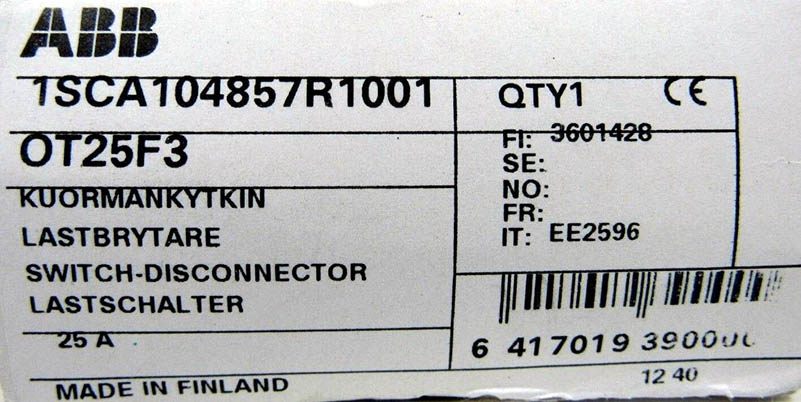 ABB
1SCA104857R1001
QTY1 CE
OT25F3
FI: 3601428
SE:
NO:
FR:
IT: EE2596
KUORMANKYTKIN
LASTBRYTARE
SWITCH-DISCONNECTOR
LASTSCHALTER
25 A
6 417019
12 40
MADE IN FINLAND